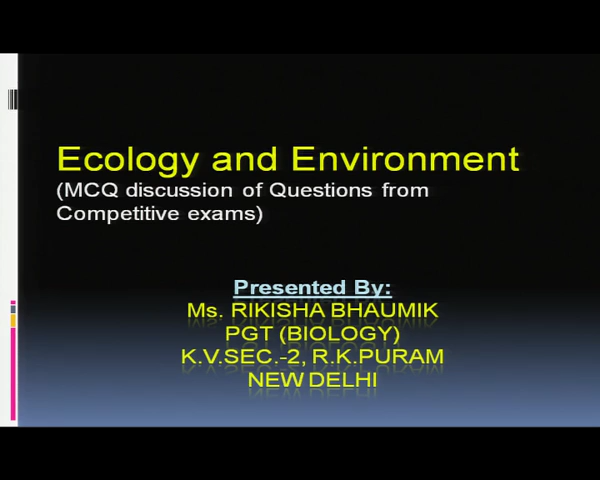 Ecology and Environment
(MCQ discussion of Questions from
Competitive exams)
Presented By:
Ms. RIKISHA BHAUMIK
PGT (BIOLOGY)
K.V.SEC.-2, R.K.PURAM
NEW DELHI